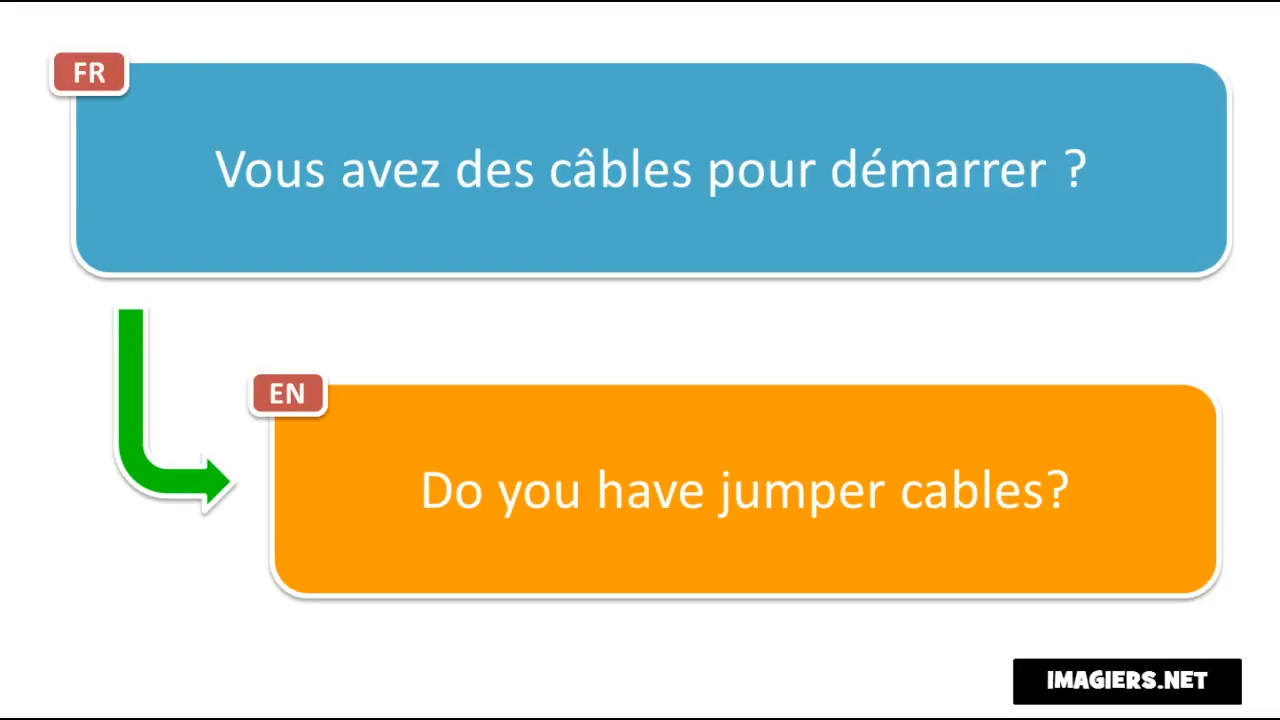 FR
Vous avez des câbles pour démarrer ?
EN
Do you have jumper cables?
IMAGIERS.NET